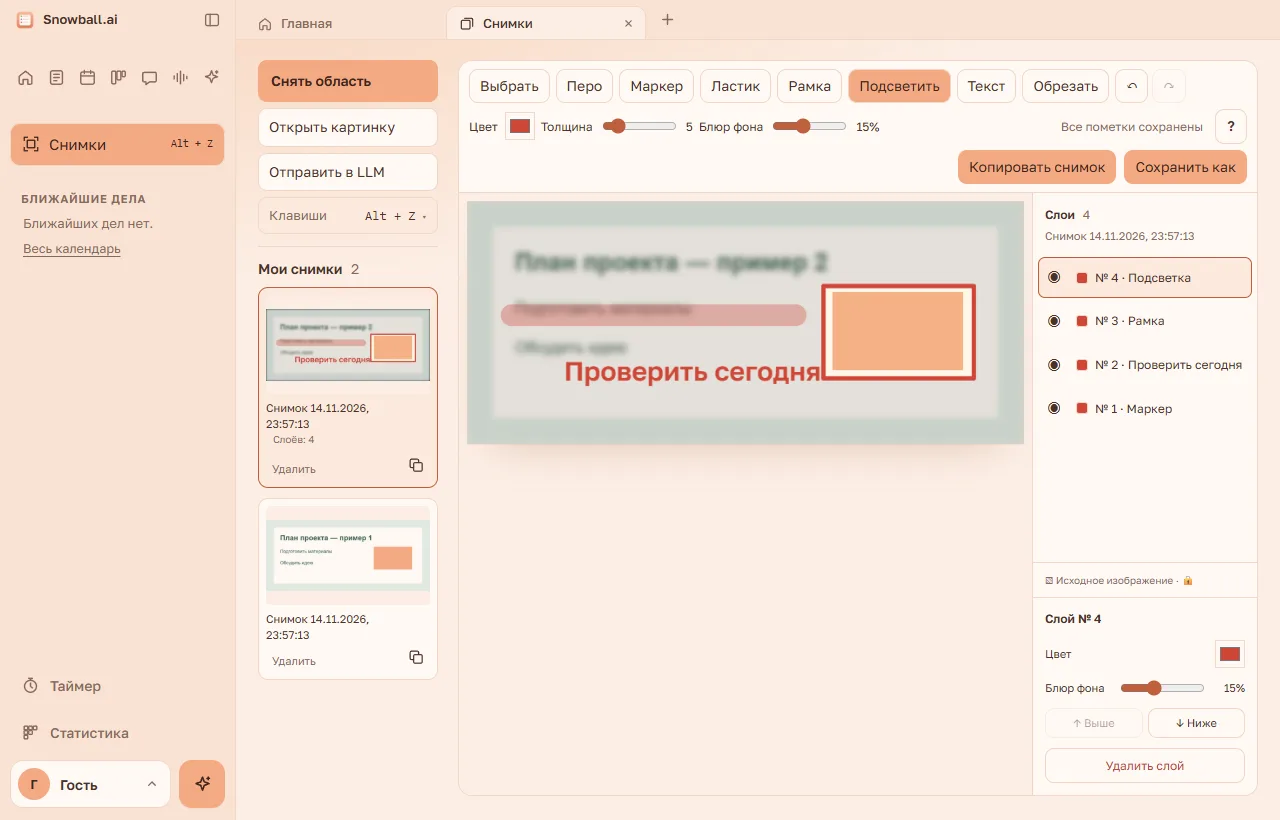 Snowball.ai
Главная
Снимки
Снимки Alt + Z
БЛИЖАЙШИЕ ДЕЛА
Ближайших дел нет.
Весь календарь
Таймер
Статистика
Г Гость
Снять область
Открыть картинку
Отправить в LLM
Клавиши Alt + Z
Мои снимки 2
План проекта — пример 2
Проверить сегодня
Снимок 14.11.2026,
23:57:13
Слоёв: 4
Удалить
План проекта — пример 1
Подготовить материалы
Обсудить идею
Снимок 14.11.2026,
23:57:13
Удалить
Выбрать Перо Маркер Ластик Рамка Подсветить Текст Обрезать
Цвет Толщина 5 Блюр фона 15% Все пометки сохранены ?
Копировать снимок Сохранить как
План проекта — пример 2
Подготовить материалы
Обсудить идею
Проверить сегодня
Слои 4
Снимок 14.11.2026, 23:57:13
№ 4 · Подсветка
№ 3 · Рамка
№ 2 · Проверить сегодня
№ 1 · Маркер
Исходное изображение ·
Слой № 4
Цвет
Блюр фона 15%
↑ Выше ↓ Ниже
Удалить слой